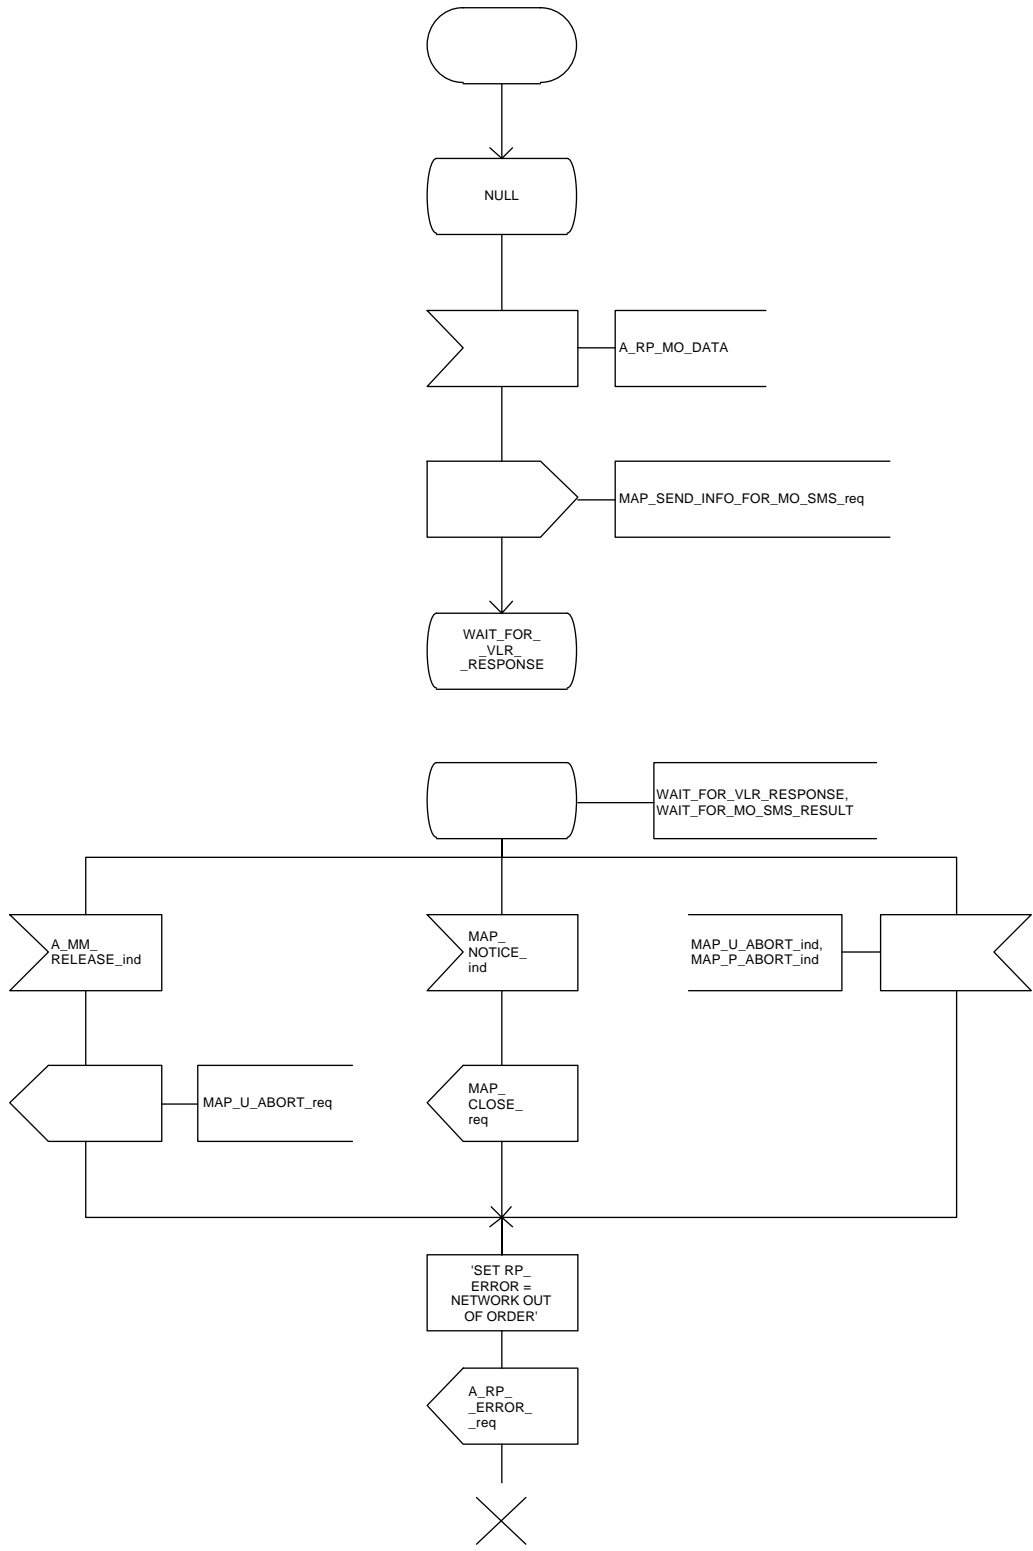 NULL
A_RP_MO_DATA
MAP_SEND_INFO_FOR_MO_SMS_req
WAIT_FOR_
_VLR_
_RESPONSE
WAIT_FOR_VLR_RESPONSE,
WAIT_FOR_MO_SMS_RESULT
A_MM_
RELEASE_ind
MAP_
NOTICE_
ind
MAP_U_ABORT_ind,
MAP_P_ABORT_ind
MAP_U_ABORT_req
MAP_
CLOSE_
req
'SET RP_
ERROR =
NETWORK OUT
OF ORDER'
A_RP_
_ERROR_
_req